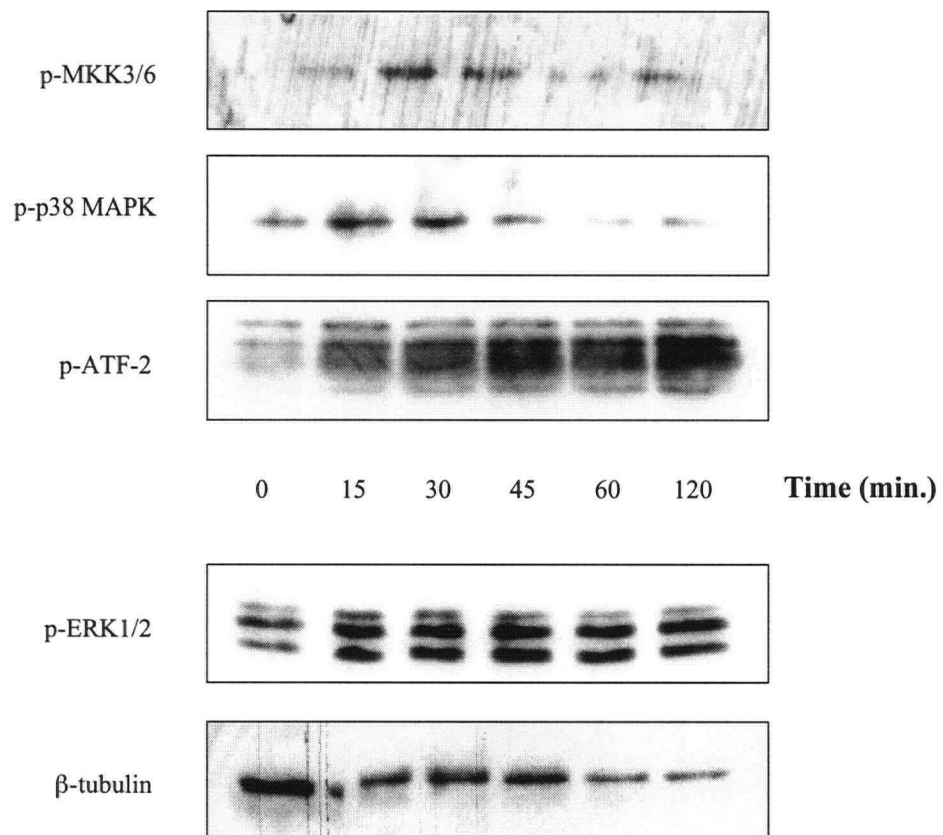 p-MKK3/6
p-p38 MAPK
p-ATF-2
0 15 30 45 60 120 Time (min.)
p-ERK1/2
β-tubulin